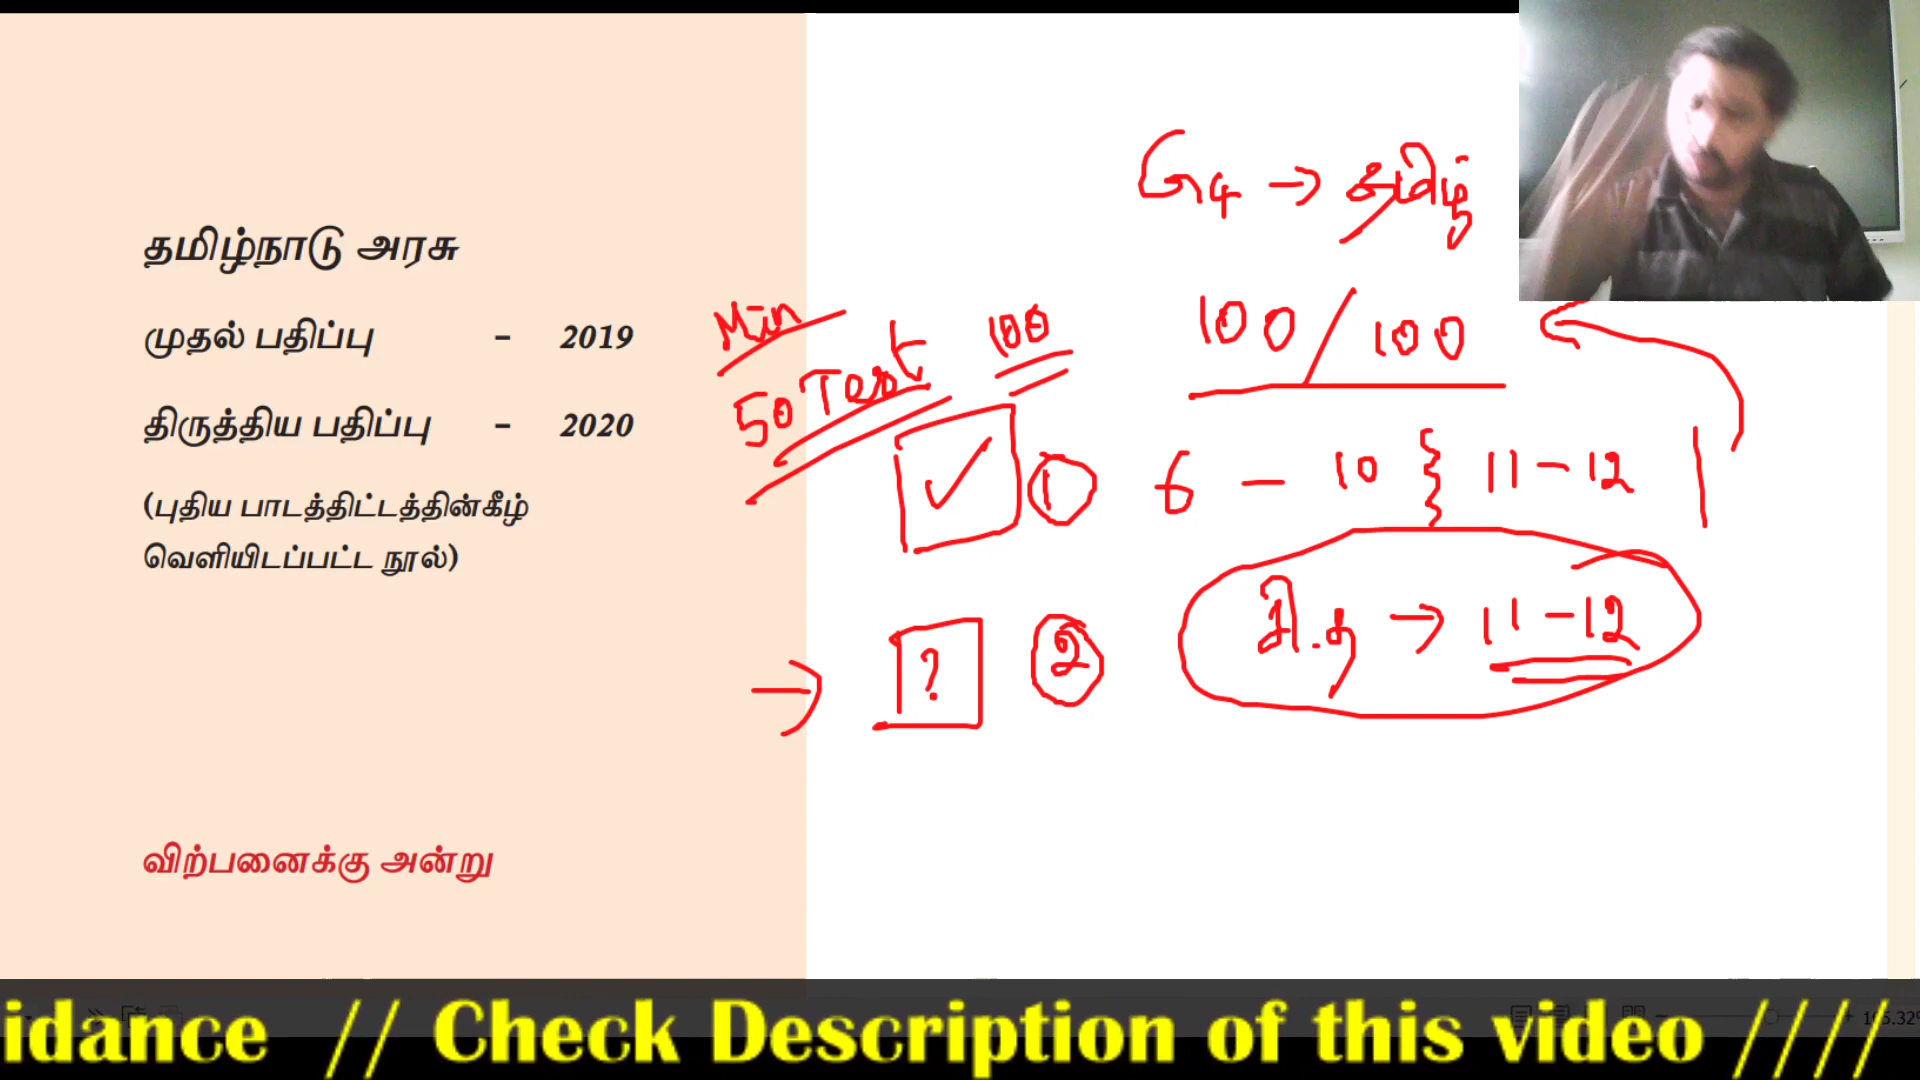 தமிழ்நாடு அரசு
முதல் பதிப்பு - 2019
திருத்திய பதிப்பு - 2020
(புதிய பாடத்திட்டத்தின்கீழ்
வெளியிடப்பட்ட நூல்)
விற்பனைக்கு அன்று
G4 → தமிழ்
100 / 100
Min
50 Test 100
✓ 1 6 - 10 } 11 - 12
→ ? 2 → 11 - 12
idance // Check Description of this video ////